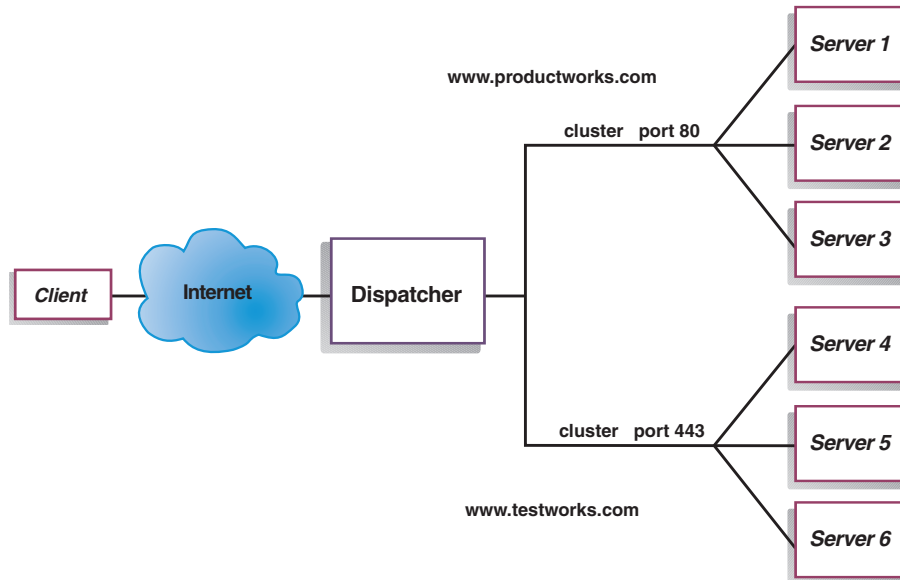 Client
Internet
Dispatcher
www.productworks.com
cluster port 80
Server 1
Server 2
Server 3
cluster port 443
www.testworks.com
Server 4
Server 5
Server 6